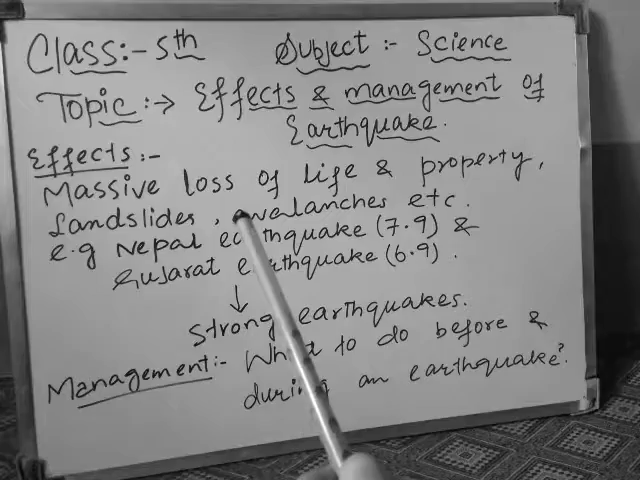 Class:- 5th Subject :- Science
Topic :→ Effects & management of
Earthquake.
Effects:-
Massive loss of life & property,
landslides, avalanches etc.
e.g Nepal earthquake (7.9) &
Gujarat earthquake (6.9).
↓
Strong earthquakes.
Management:- What to do before &
during an earthquake?